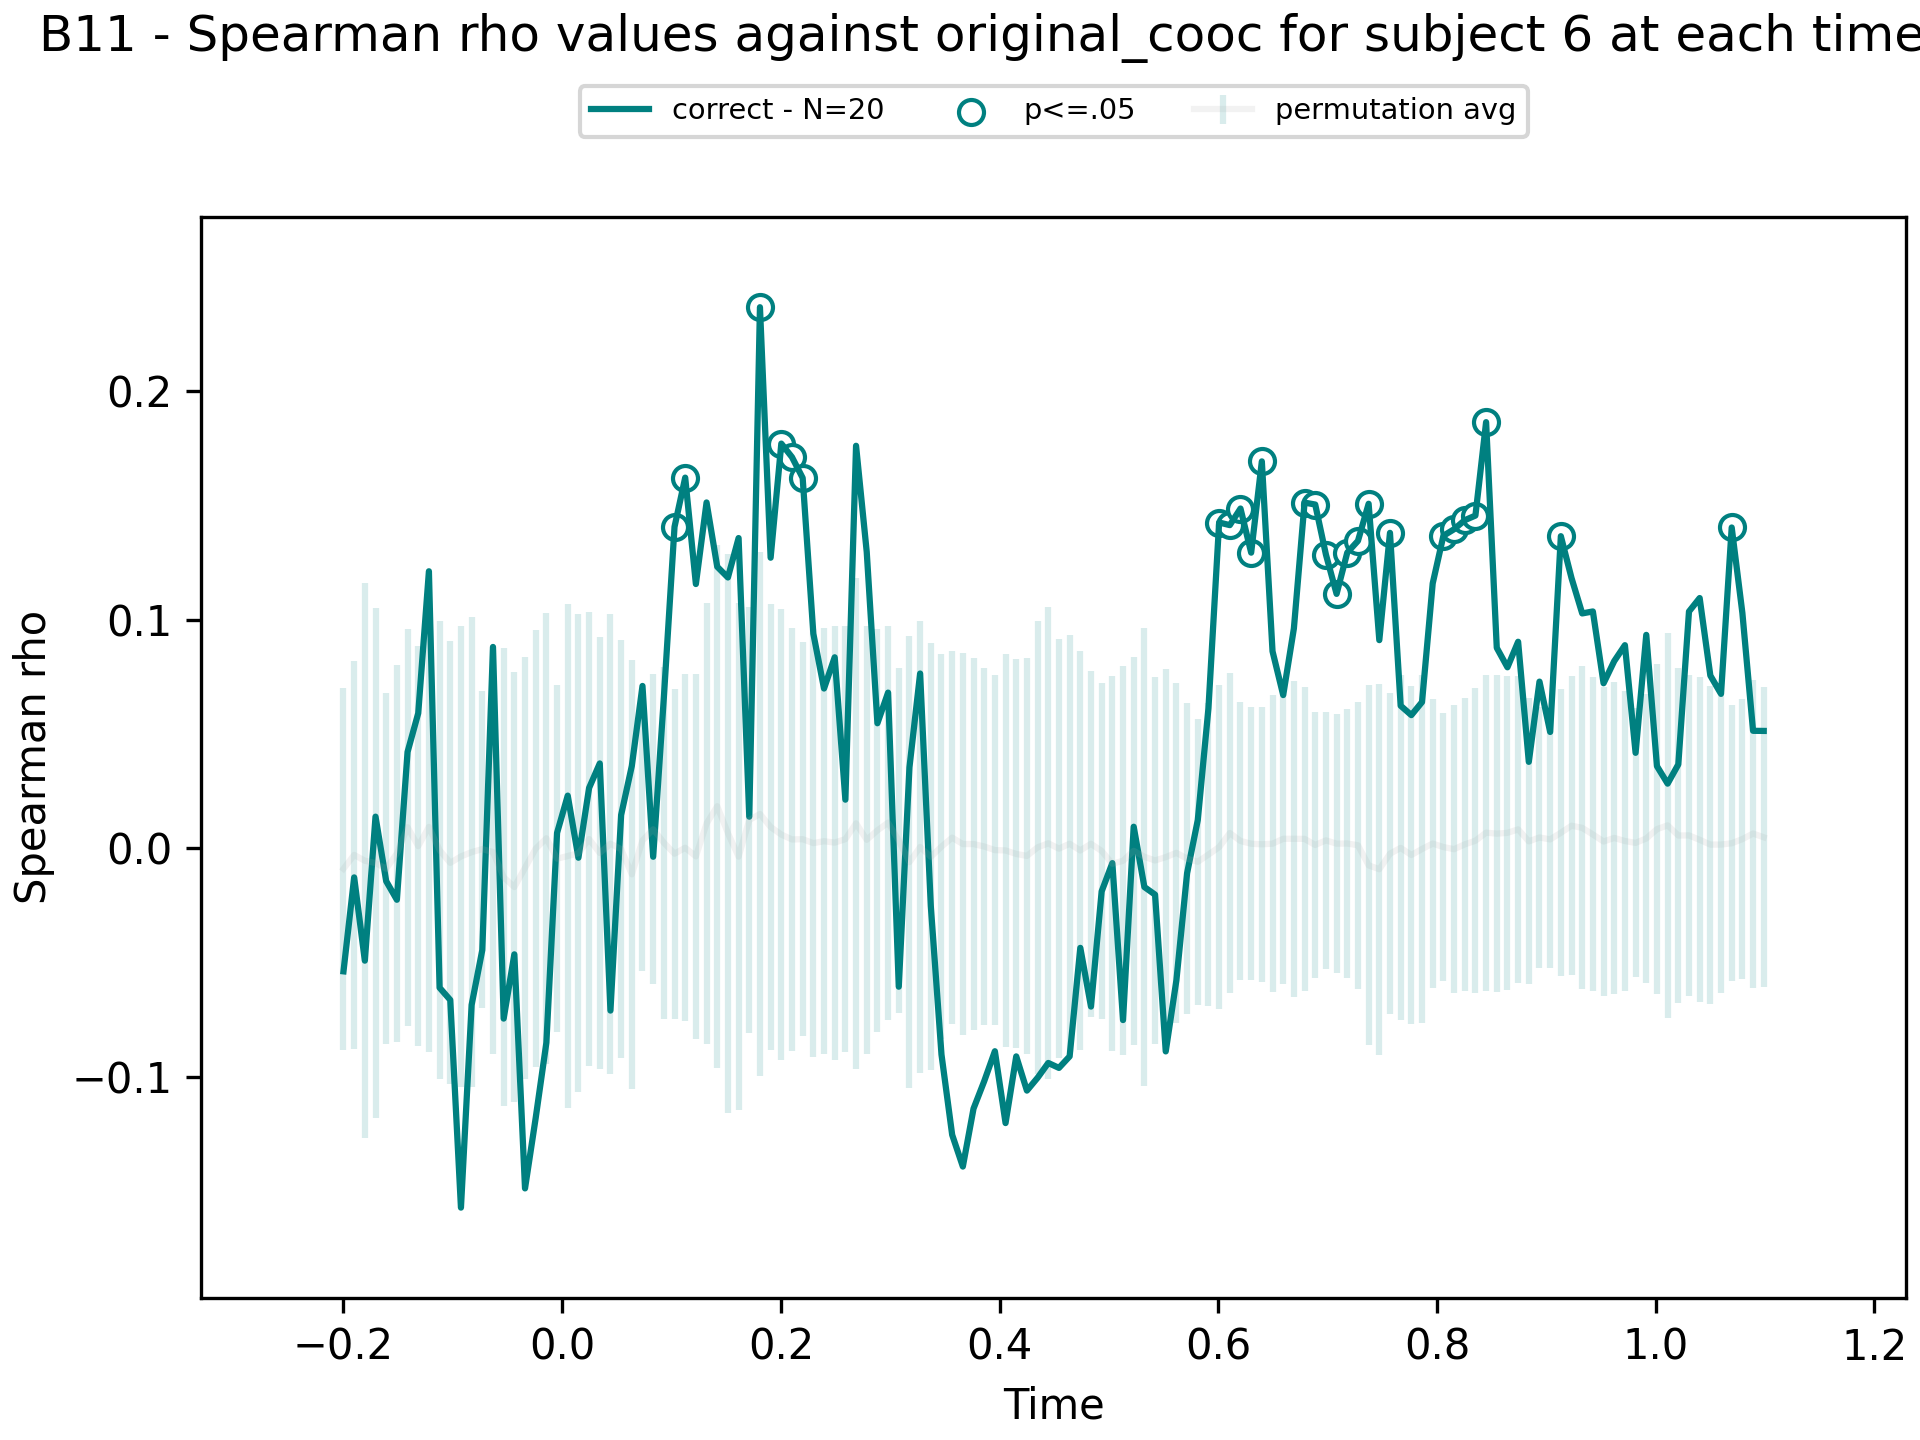 B11 - Spearman rho values against original_cooc for subject 6 at each time
correct - N=20 p<=.05 permutation avg
Spearman rho
0.2
0.1
0.0
−0.1
−0.2 0.0 0.2 0.4 0.6 0.8 1.0 1.2
Time